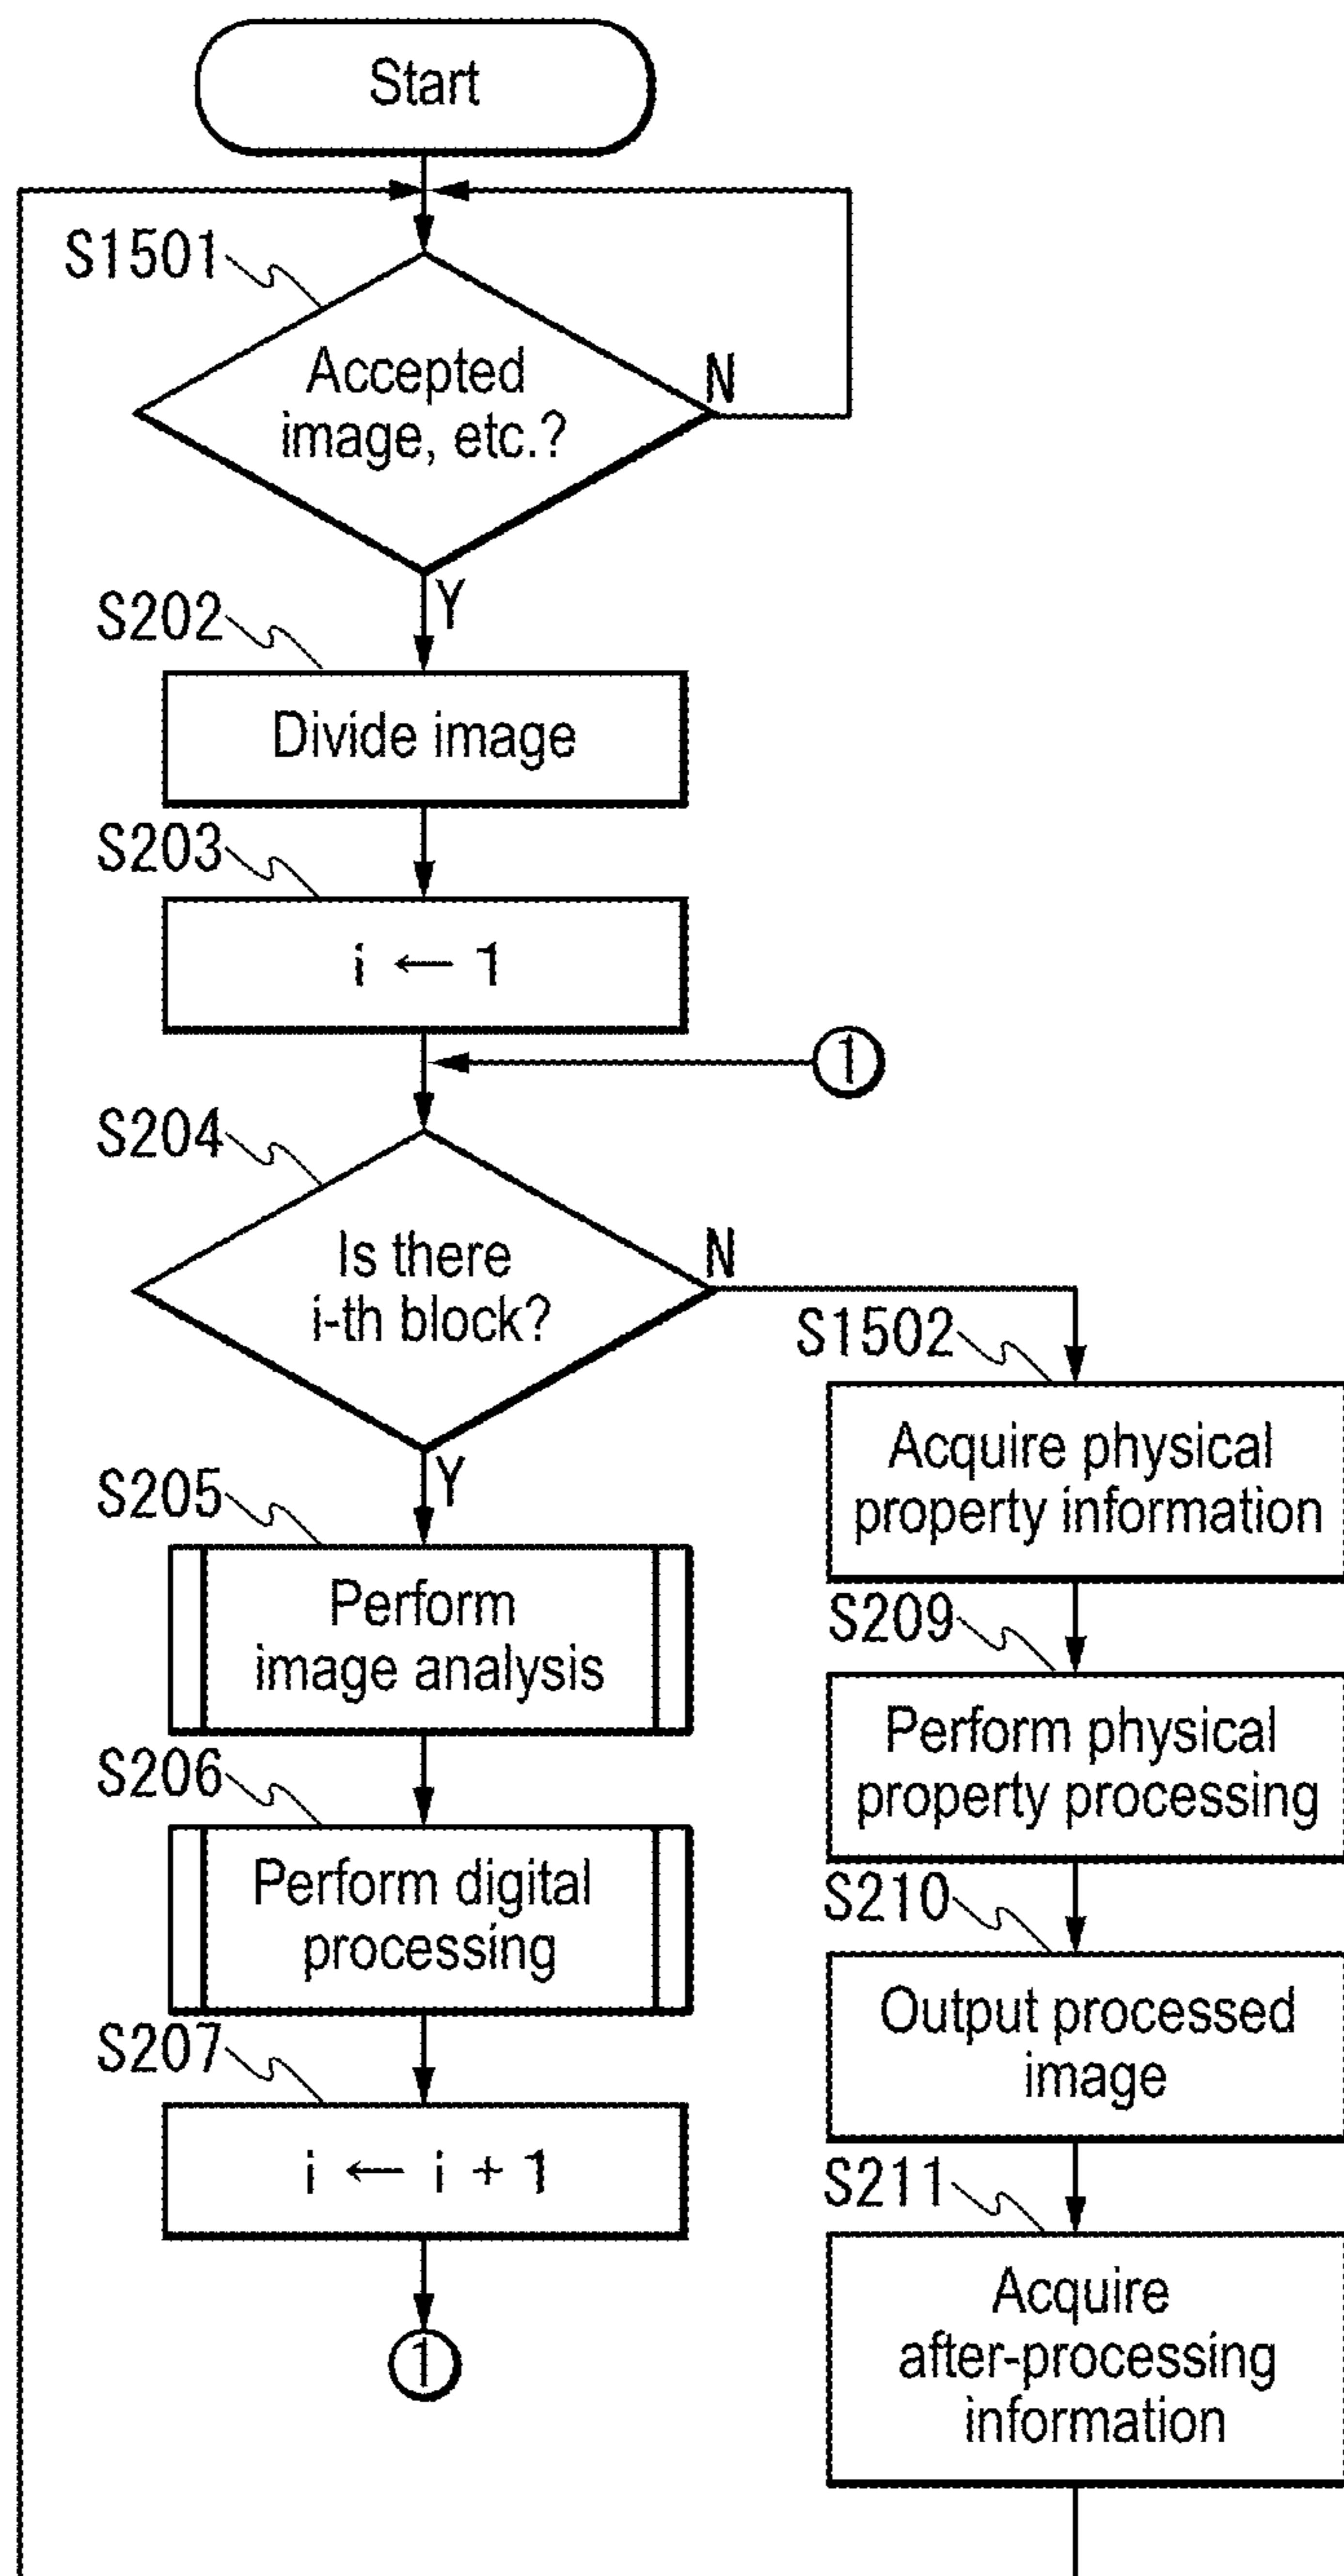 Start
S1501
Accepted
image, etc.?
N
Y
S202
Divide image
S203
i ← 1
1
S204
Is there
i-th block?
N
Y
S205
Perform
image analysis
S206
Perform digital
processing
S207
i ← i + 1
1
S1502
Acquire physical
property information
S209
Perform physical
property processing
S210
Output processed
image
S211
Acquire
after-processing
information